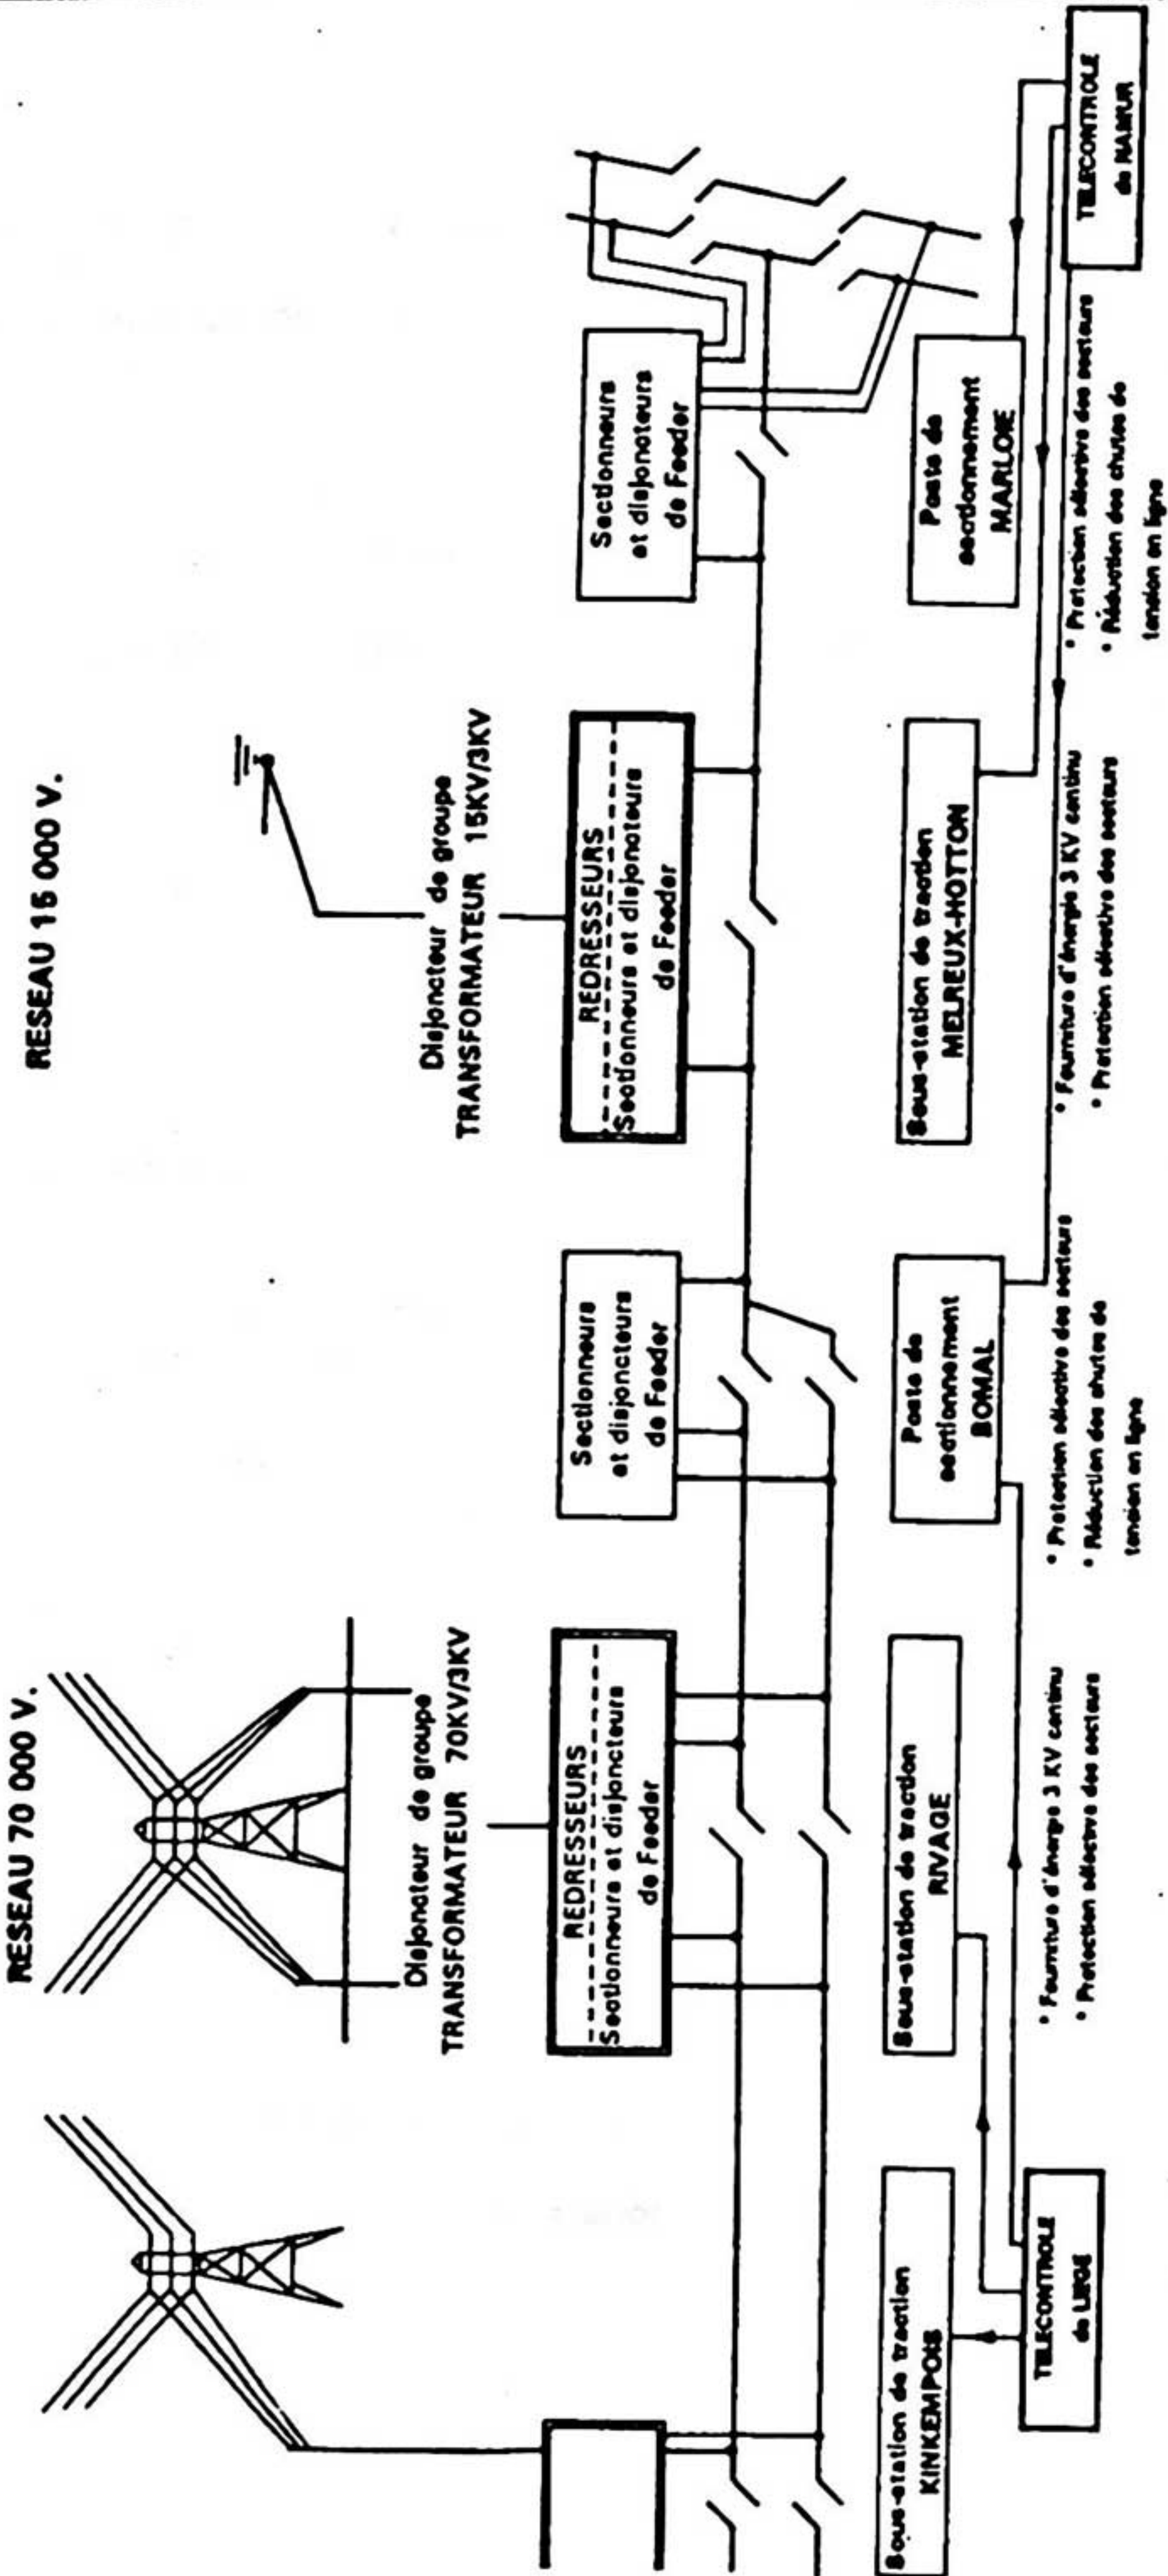 RESEAU 70 000 V.
RESEAU 15 000 V.
Disjoncteur de groupe
TRANSFORMATEUR 70KV/3KV
Disjoncteur de groupe
TRANSFORMATEUR 15KV/3KV
REDRESSEURS
Sectionneurs et disjoncteurs
de Feeder
Sectionneurs
et disjoncteurs
de Feeder
REDRESSEURS
Sectionneurs et disjoncteurs
de Feeder
Sectionneurs
et disjoncteurs
de Feeder
Sous-station de traction
KINKEMPOIS
Sous-station de traction
RIVAGE
Poste de
sectionnement
BOMAL
Sous-station de traction
MELREUX-HOTTON
Poste de
sectionnement
MARLOIE
TELECONTROLE
de LIEGE
° Fourniture d'énergie 3 KV continu
° Protection sélective des secteurs
° Protection sélective des secteurs
° Réduction des chutes de
tension en ligne
° Fourniture d'énergie 3 KV continu
° Protection sélective des secteurs
° Protection sélective des secteurs
° Réduction des chutes de
tension en ligne
TELECONTROLE
de NAMUR